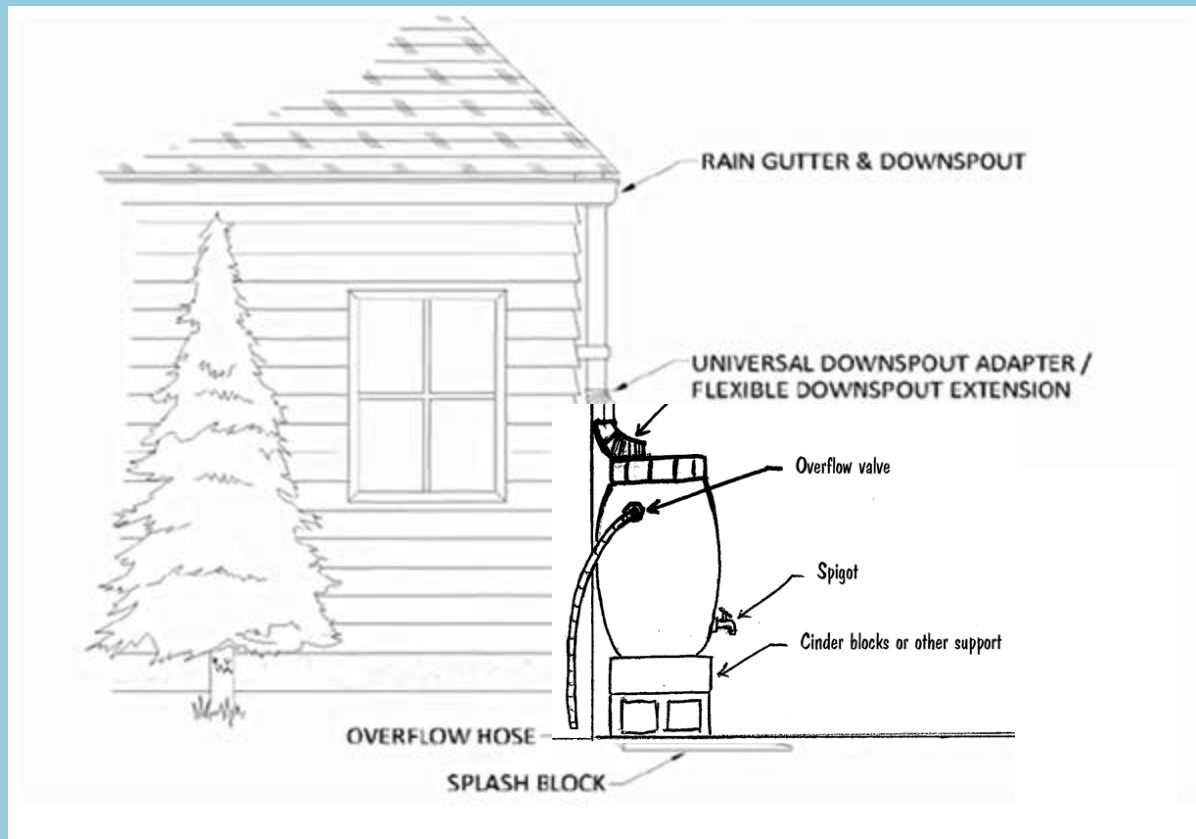 RAIN GUTTER & DOWNSPOUT
UNIVERSAL DOWNSPOUT ADAPTER /
FLEXIBLE DOWNSPOUT EXTENSION
Overflow valve
Spigot
Cinder blocks or other support
OVERFLOW HOSE
SPLASH BLOCK